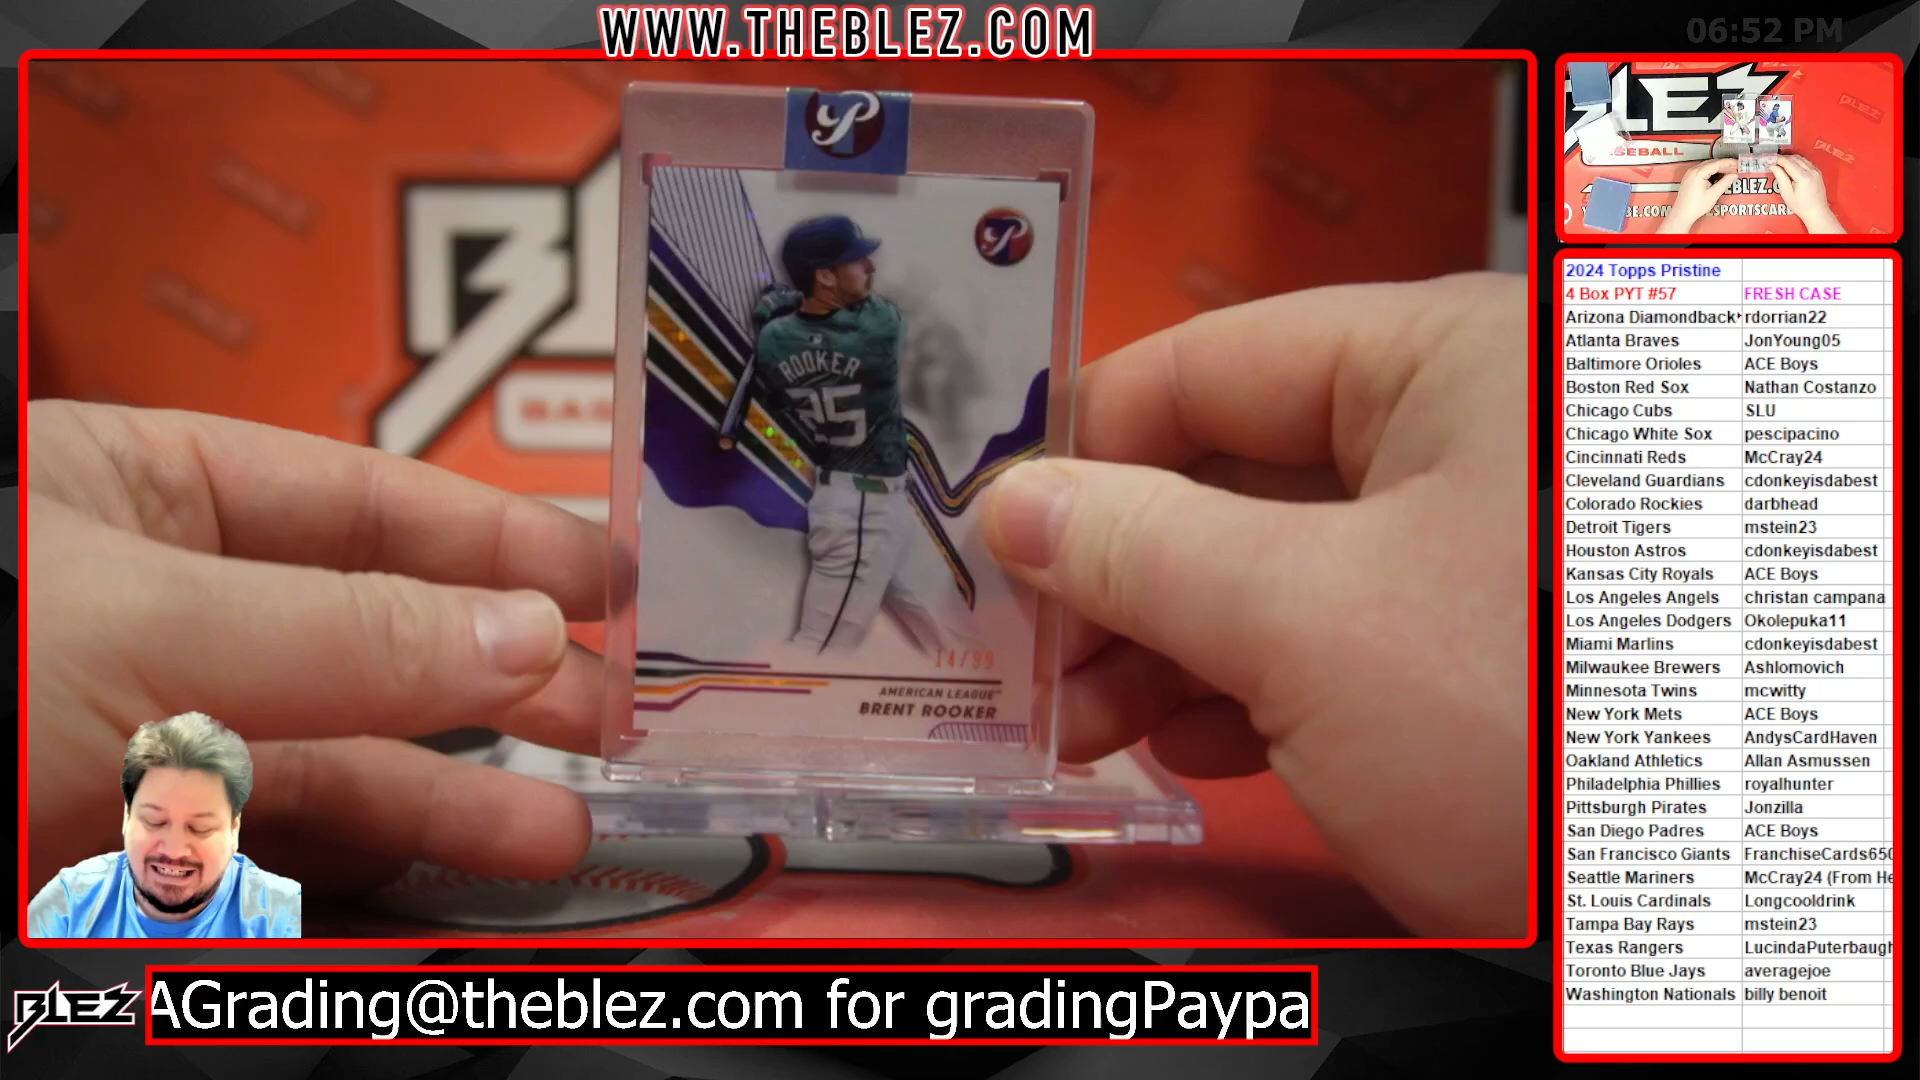 WWW.THEBLEZ.COM
06:52 PM
P
P
ROOKER
25
14/99
AMERICAN LEAGUE™
BRENT ROOKER
BLEZ
AGrading@theblez.com for gradingPaypa
2024 Topps Pristine
4 Box PYT #57 FRESH CASE
Arizona Diamondback rdorrian22
Atlanta Braves JonYoung05
Baltimore Orioles ACE Boys
Boston Red Sox Nathan Costanzo
Chicago Cubs SLU
Chicago White Sox pescipacino
Cincinnati Reds McCray24
Cleveland Guardians cdonkeyisdabest
Colorado Rockies darbhead
Detroit Tigers mstein23
Houston Astros cdonkeyisdabest
Kansas City Royals ACE Boys
Los Angeles Angels christan campana
Los Angeles Dodgers Okolepuka11
Miami Marlins cdonkeyisdabest
Milwaukee Brewers Ashlomovich
Minnesota Twins mcwitty
New York Mets ACE Boys
New York Yankees AndysCardHaven
Oakland Athletics Allan Asmussen
Philadelphia Phillies royalhunter
Pittsburgh Pirates Jonzilla
San Diego Padres ACE Boys
San Francisco Giants FranchiseCards650
Seattle Mariners McCray24 (From He
St. Louis Cardinals Longcooldrink
Tampa Bay Rays mstein23
Texas Rangers LucindaPuterbaugh
Toronto Blue Jays averagejoe
Washington Nationals billy benoit